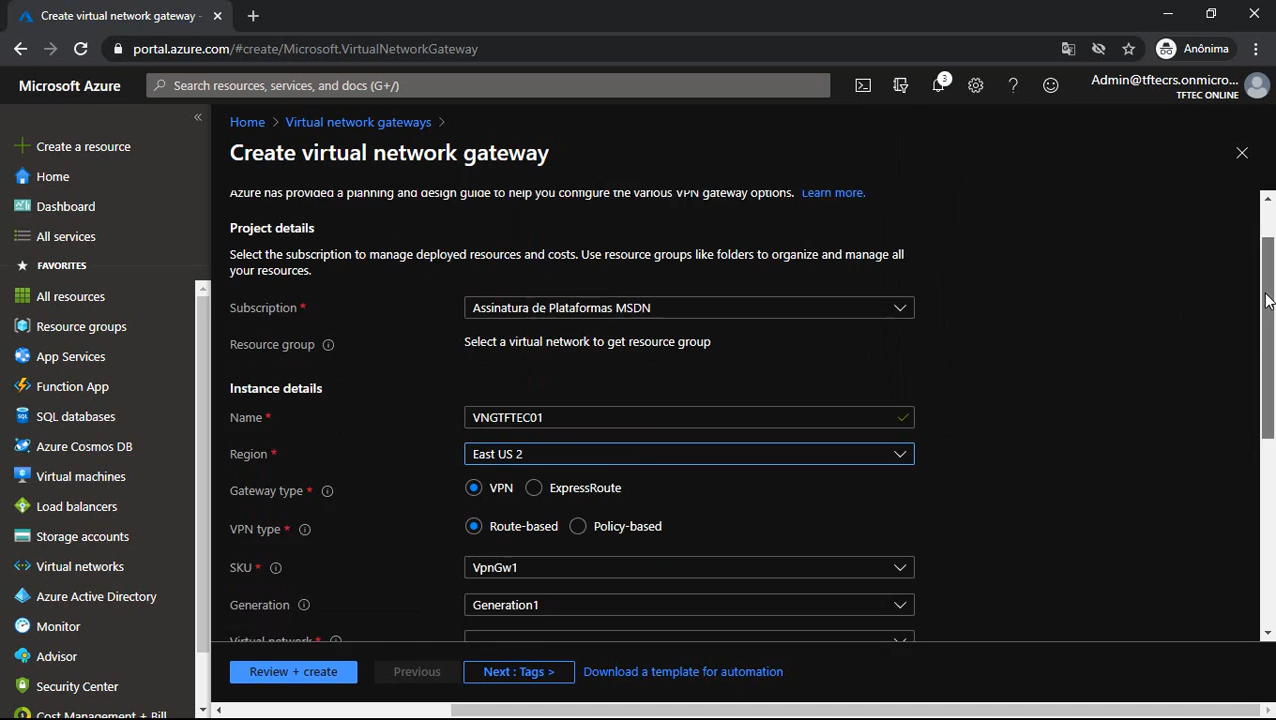 Create virtual network gateway -
portal.azure.com/#create/Microsoft.VirtualNetworkGateway
Anônima
Microsoft Azure
Search resources, services, and docs (G+/)
3
Admin@tftecrs.onmicro...
TFTEC ONLINE
Create a resource
Home
Dashboard
All services
FAVORITES
All resources
Resource groups
App Services
Function App
SQL databases
Azure Cosmos DB
Virtual machines
Load balancers
Storage accounts
Virtual networks
Azure Active Directory
Monitor
Advisor
Security Center
Cost Management + Bill
Home > Virtual network gateways >
Create virtual network gateway
Azure has provided a planning and design guide to help you configure the various VPN gateway options. Learn more.
Project details
Select the subscription to manage deployed resources and costs. Use resource groups like folders to organize and manage all
your resources.
Subscription * Assinatura de Plataformas MSDN
Resource group Select a virtual network to get resource group
Instance details
Name * VNGTFTEC01
Region * East US 2
Gateway type * VPN ExpressRoute
VPN type * Route-based Policy-based
SKU * VpnGw1
Generation Generation1
Virtual network *
Review + create Previous Next : Tags > Download a template for automation